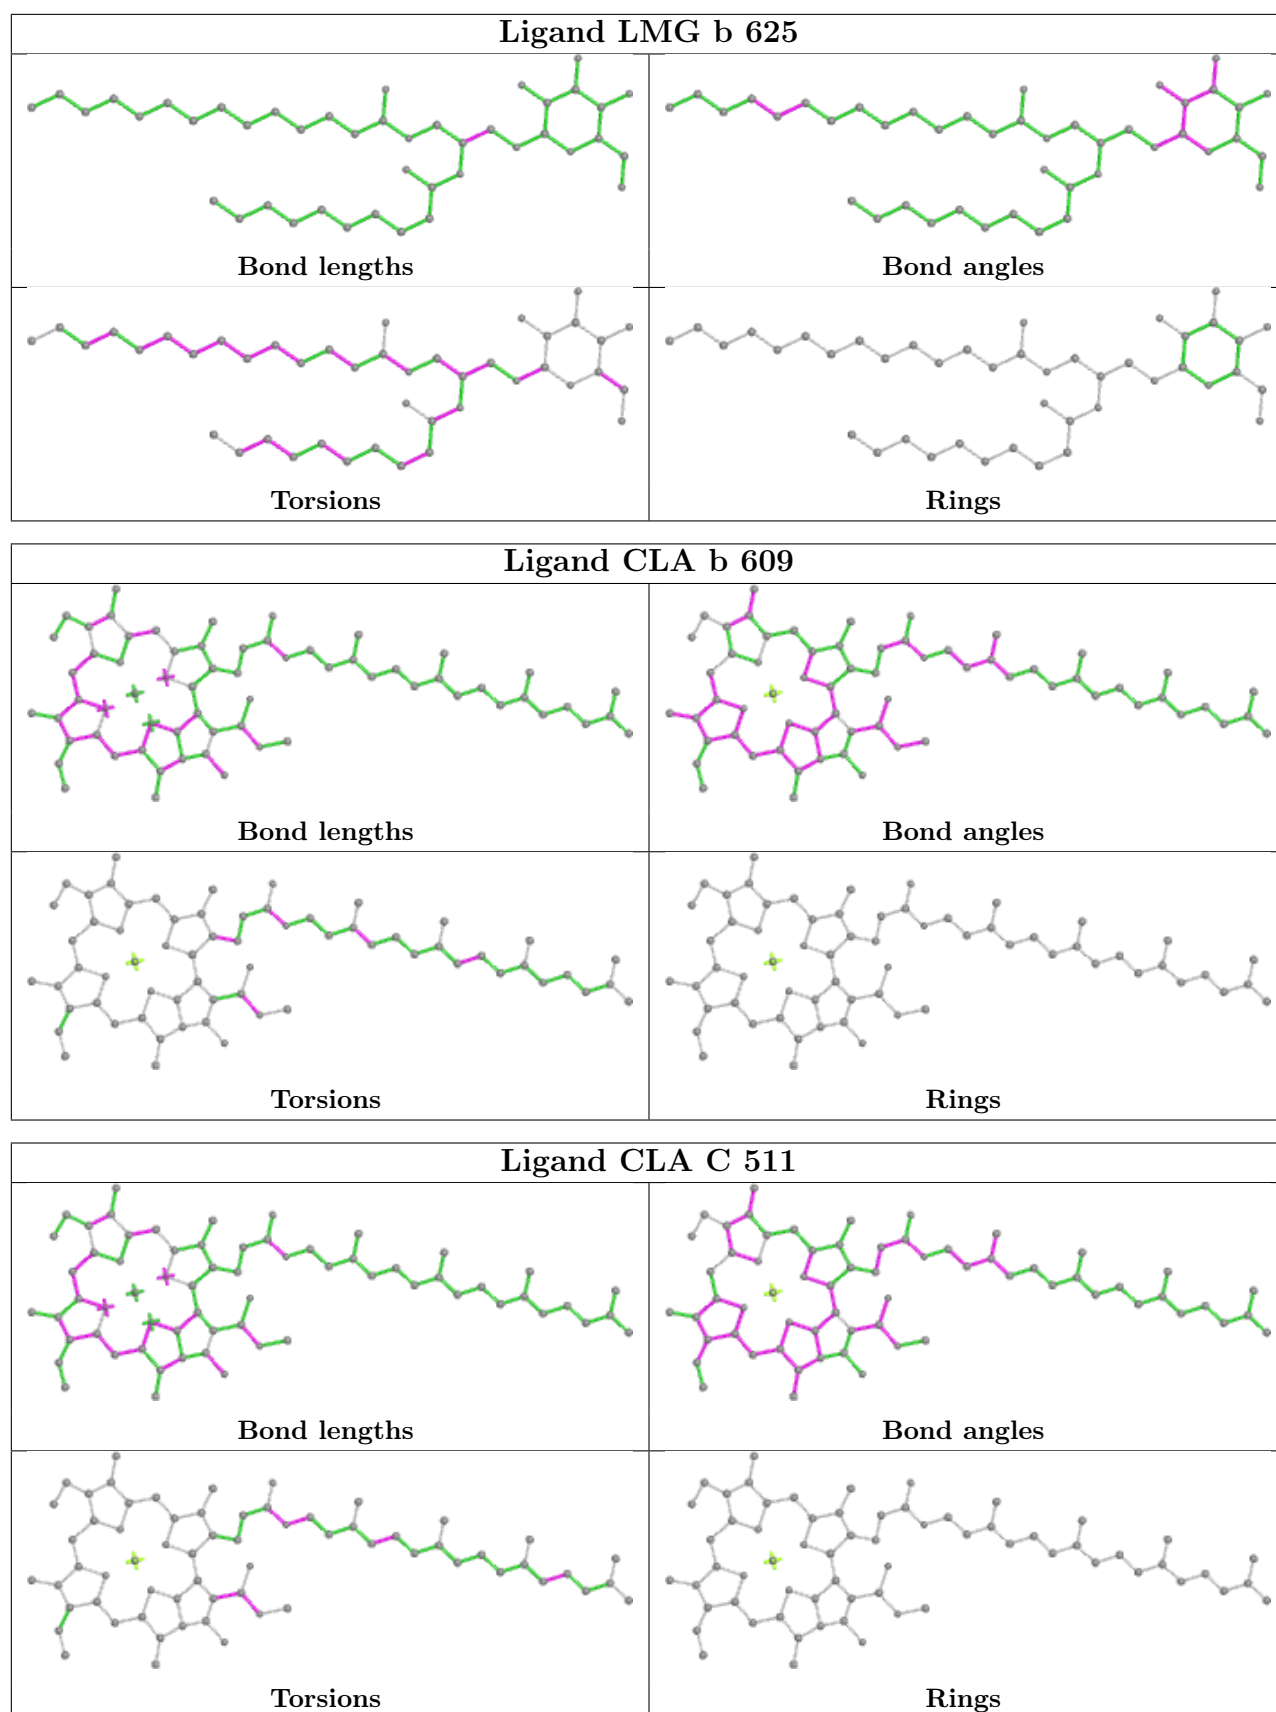 Ligand LMG b 625
Bond lengths
Bond angles
Torsions
Rings
Ligand CLA b 609
Bond lengths
Bond angles
Torsions
Rings
Ligand CLA C 511
Bond lengths
Bond angles
Torsions
Rings